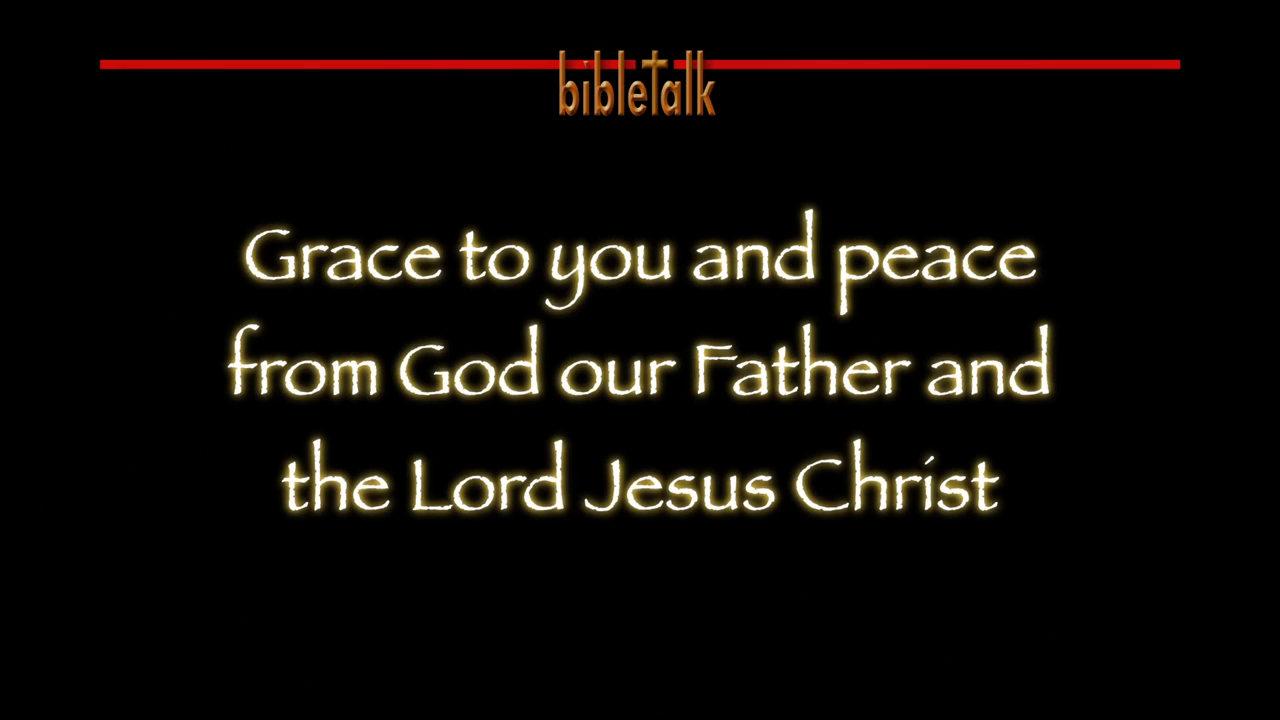 bibleTalk
Grace to you and peace
from God our Father and
the Lord Jesus Christ